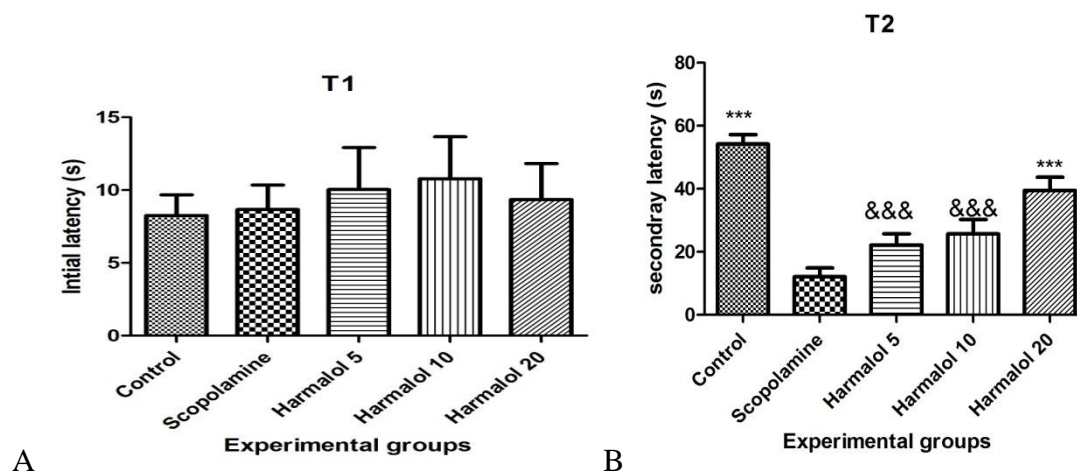 T1
Intial latency (s)
15
10
5
0
Control
Scopolamine
Harmalol 5
Harmalol 10
Harmalol 20
Experimental groups
A
T2
secondray latency (s)
80
60
40
20
0
***
&&&
&&&
***
Control
Scopolamine
Harmalol 5
Harmalol 10
Harmalol 20
Experimental groups
B